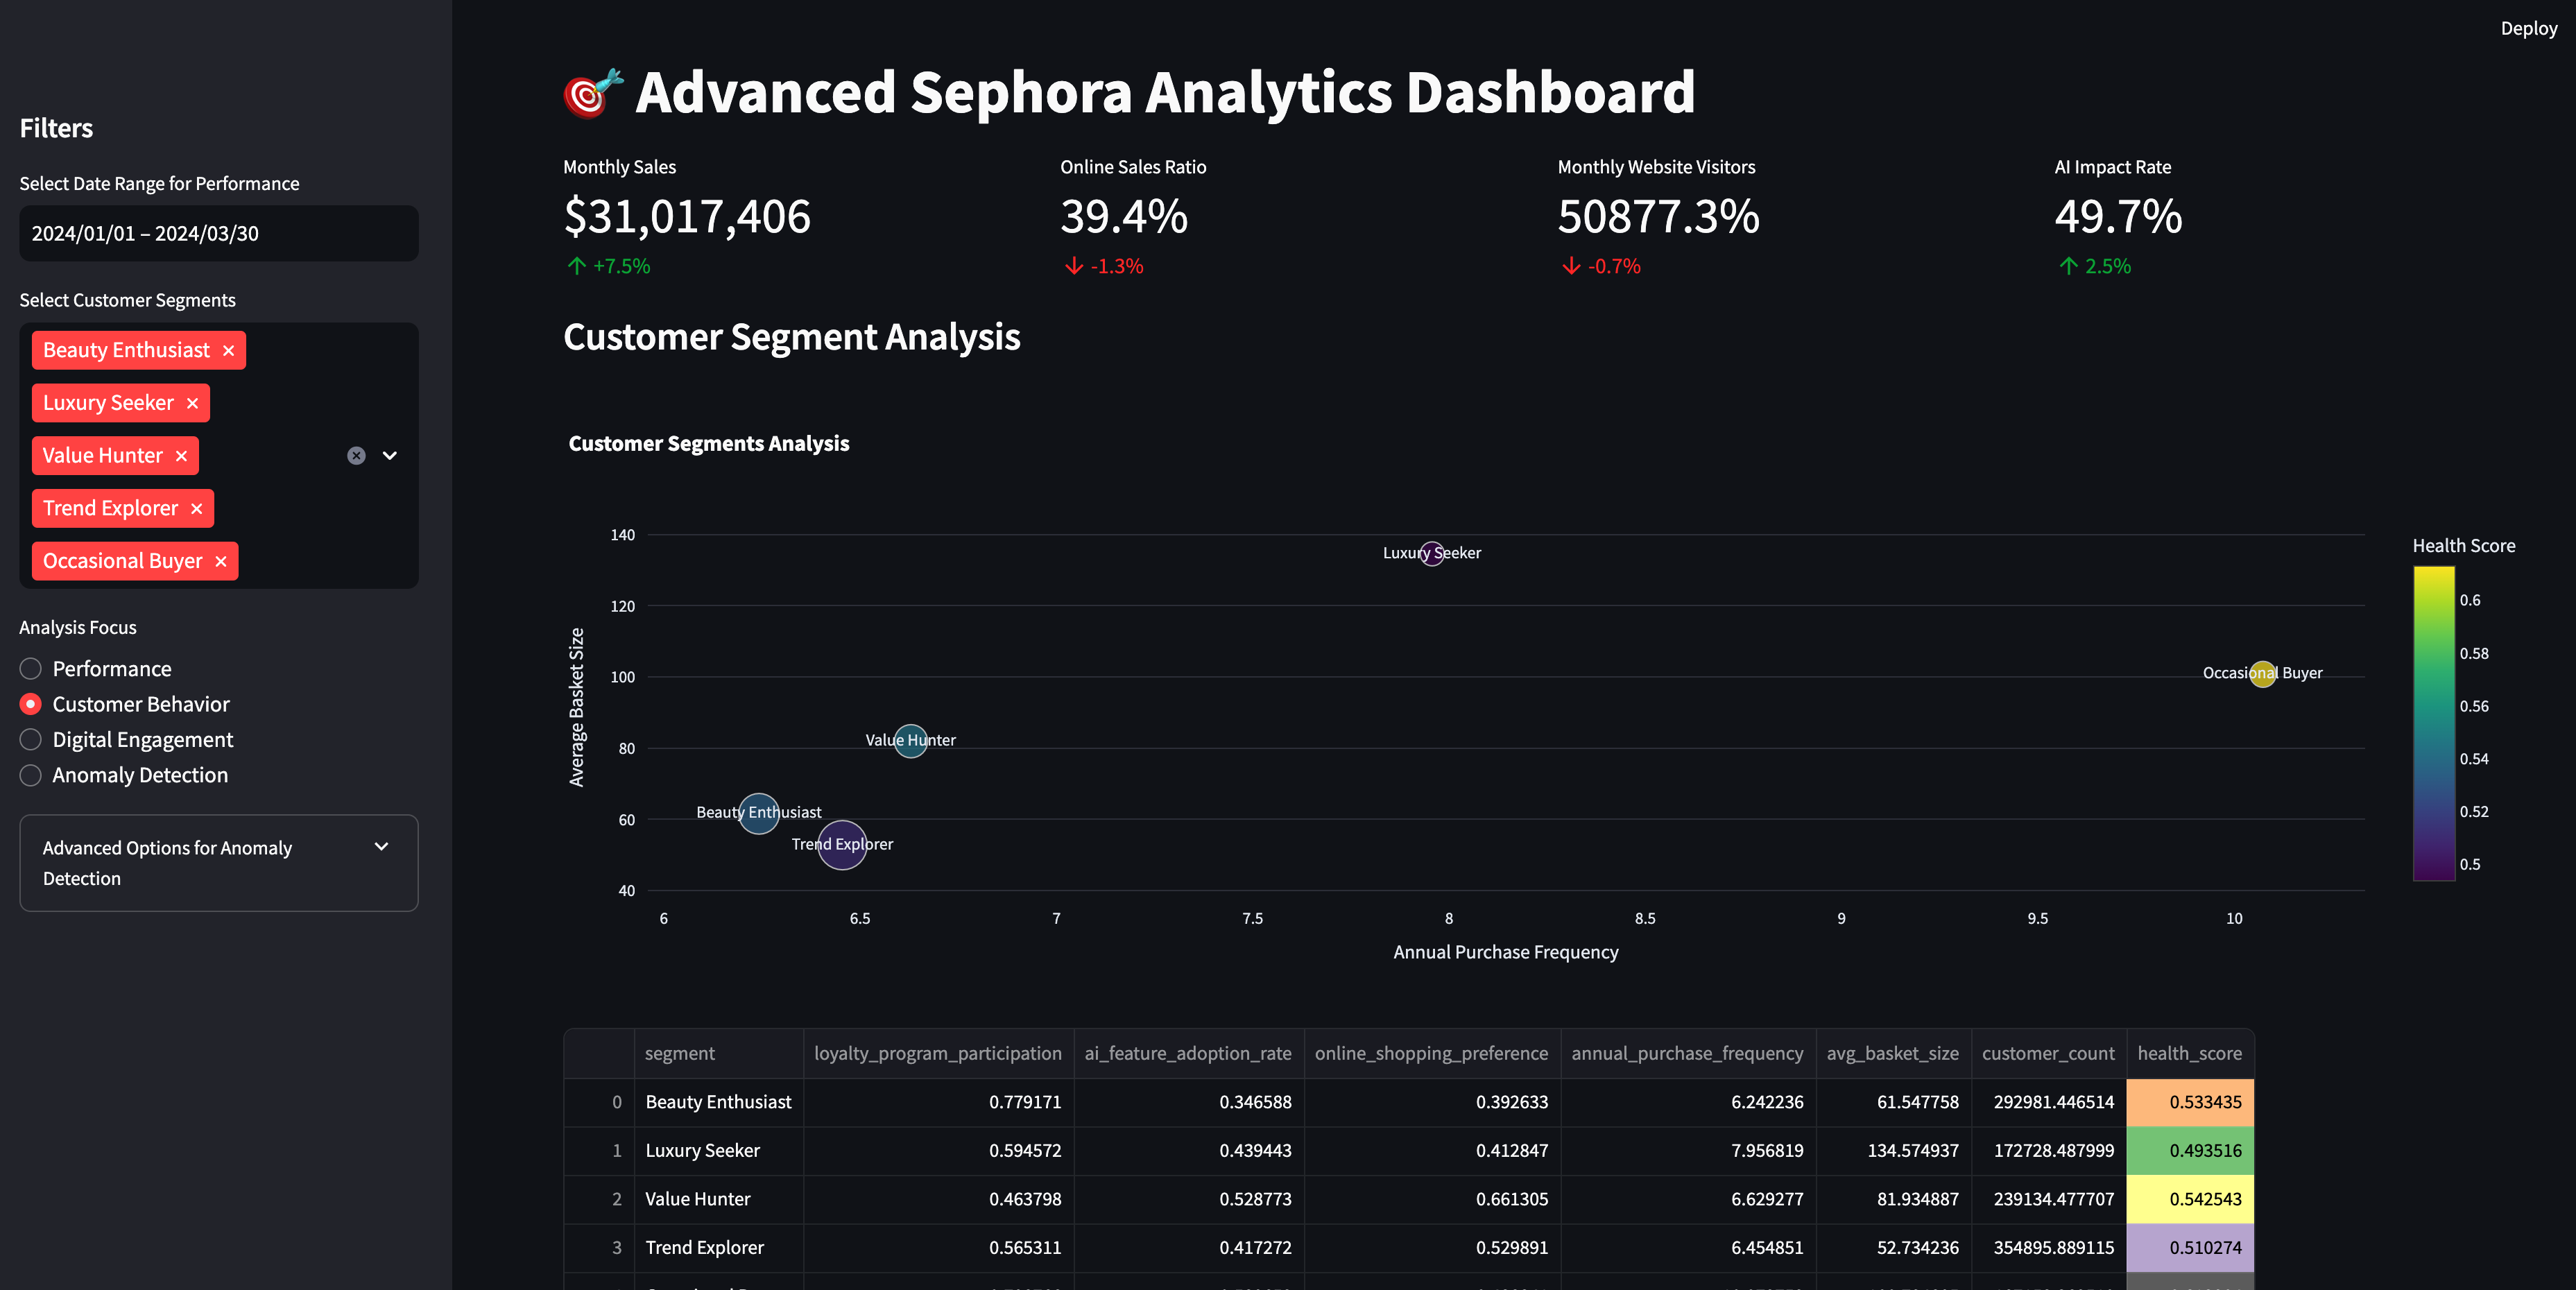 Deploy
Filters
Select Date Range for Performance
2024/01/01 – 2024/03/30
Select Customer Segments
Beauty Enthusiast
Luxury Seeker
Value Hunter
Trend Explorer
Occasional Buyer
Analysis Focus
Performance
Customer Behavior
Digital Engagement
Anomaly Detection
Advanced Options for Anomaly
Detection
Advanced Sephora Analytics Dashboard
Monthly Sales
$31,017,406
+7.5%
Online Sales Ratio
39.4%
-1.3%
Monthly Website Visitors
50877.3%
-0.7%
AI Impact Rate
49.7%
2.5%
Customer Segment Analysis
Customer Segments Analysis
Average Basket Size
140
120
100
80
60
40
Luxury Seeker
Occasional Buyer
Value Hunter
Beauty Enthusiast
Trend Explorer
6 6.5 7 7.5 8 8.5 9 9.5 10
Annual Purchase Frequency
Health Score
0.6
0.58
0.56
0.54
0.52
0.5
segment loyalty_program_participation ai_feature_adoption_rate online_shopping_preference annual_purchase_frequency avg_basket_size customer_count health_score
0 Beauty Enthusiast 0.779171 0.346588 0.392633 6.242236 61.547758 292981.446514 0.533435
1 Luxury Seeker 0.594572 0.439443 0.412847 7.956819 134.574937 172728.487999 0.493516
2 Value Hunter 0.463798 0.528773 0.661305 6.629277 81.934887 239134.477707 0.542543
3 Trend Explorer 0.565311 0.417272 0.529891 6.454851 52.734236 354895.889115 0.510274